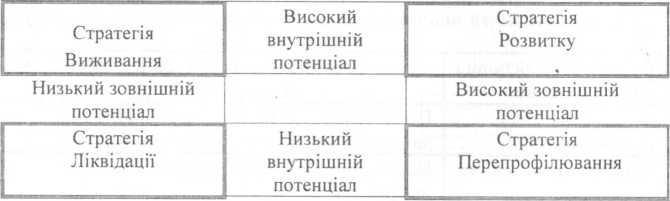 Стратегія
Виживання
Високий
внутрішній
потенціал
Стратегія
Розвитку
Низький зовнішній
потенціал
Високий зовнішній
потенціал
Стратегія
Ліквідації
Низький
внутрішній
потенціал
Стратегія
Перепрофілювання